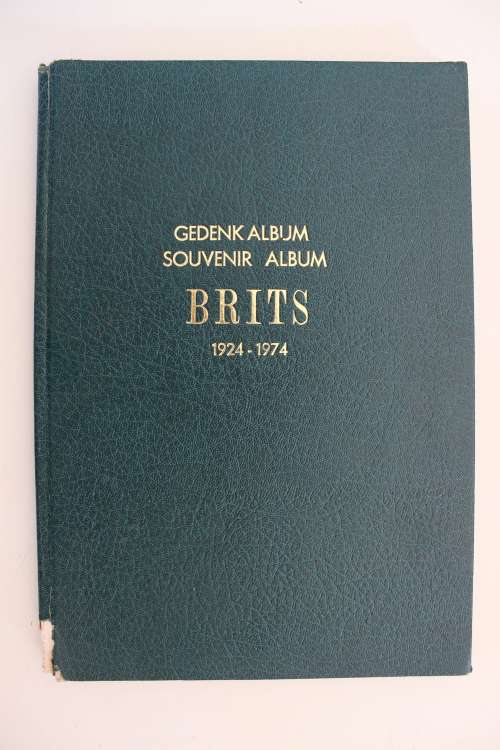 GEDENK ALBUM
SOUVENIR ALBUM
BRITS
1924 - 1974